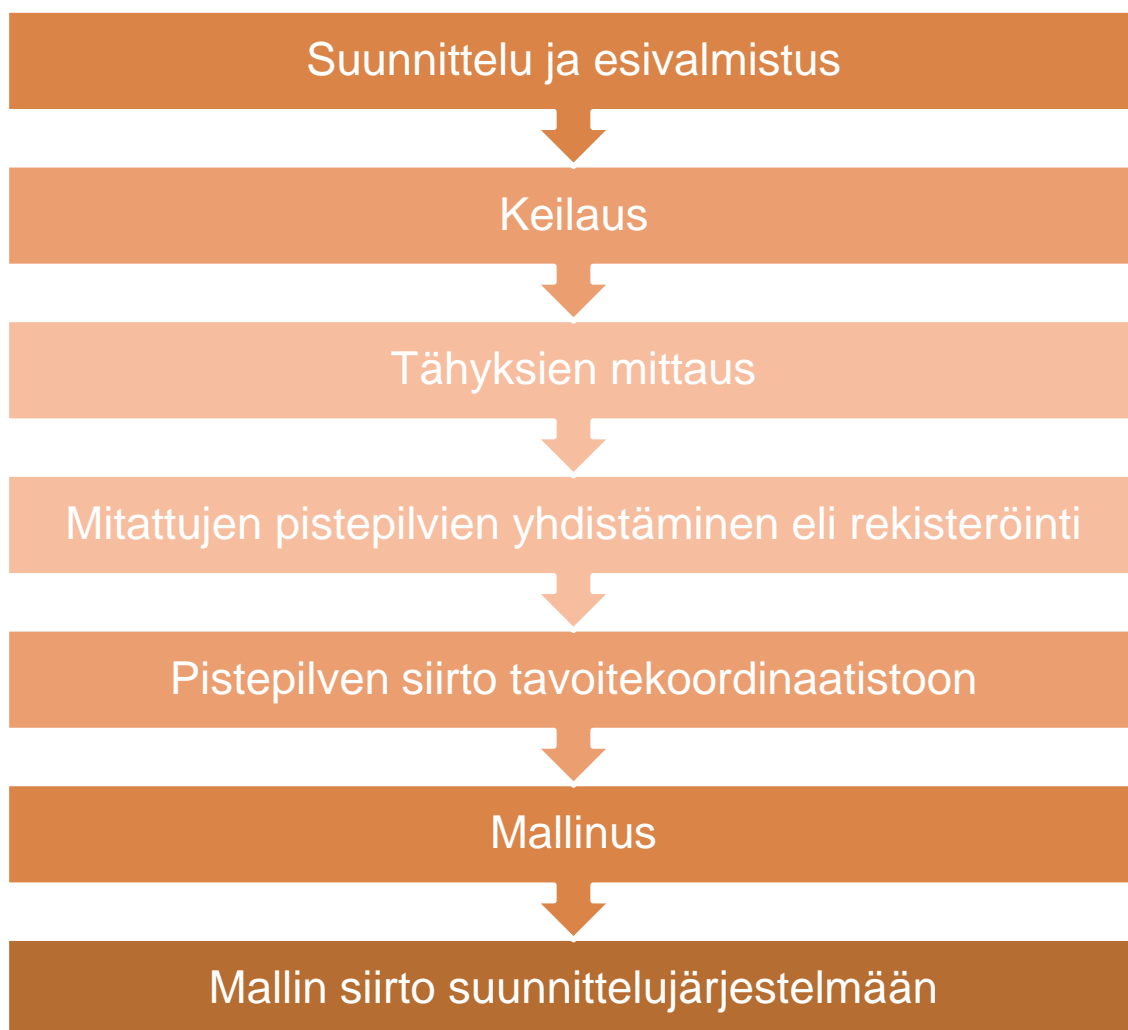 Suunnittelu ja esivalmistus
Keilaus
Tähyksien mittaus
Mitattujen pistepilvien yhdistäminen eli rekisteröinti
Pistepilven siirto tavoitekoordinaatistoon
Mallinus
Mallin siirto suunnittelujärjestelmään